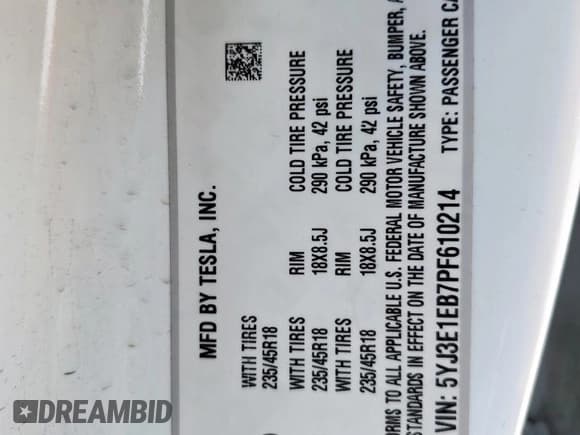 MFD BY TESLA, INC.
WITH TIRES
235/45R18
WITH TIRES RIM COLD TIRE PRESSURE
235/45R18 18X8.5J 290 kPa, 42 psi
WITH TIRES RIM COLD TIRE PRESSURE
235/45R18 18X8.5J 290 kPa, 42 psi
ORMS TO ALL APPLICABLE U.S. FEDERAL MOTOR VEHICLE SAFETY, BUMPER, A
STANDARDS IN EFFECT ON THE DATE OF MANUFACTURE SHOWN ABOVE.
VIN: 5YJ3E1EB7PF610214 TYPE: PASSENGER CA
DREAMBID